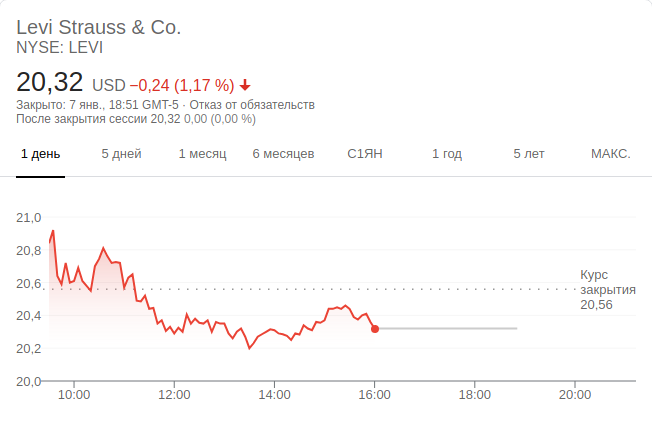 Levi Strauss & Co.
NYSE: LEVI
20,32 USD −0,24 (1,17 %)
Закрыто: 7 янв., 18:51 GMT-5 · Отказ от обязательств
После закрытия сессии 20,32 0,00 (0,00 %)
1 день 5 дней 1 месяц 6 месяцев С1ЯН 1 год 5 лет МАКС.
21,0
20,8
20,6
20,4
20,2
20,0
Курс
закрытия
20,56
10:00 12:00 14:00 16:00 18:00 20:00